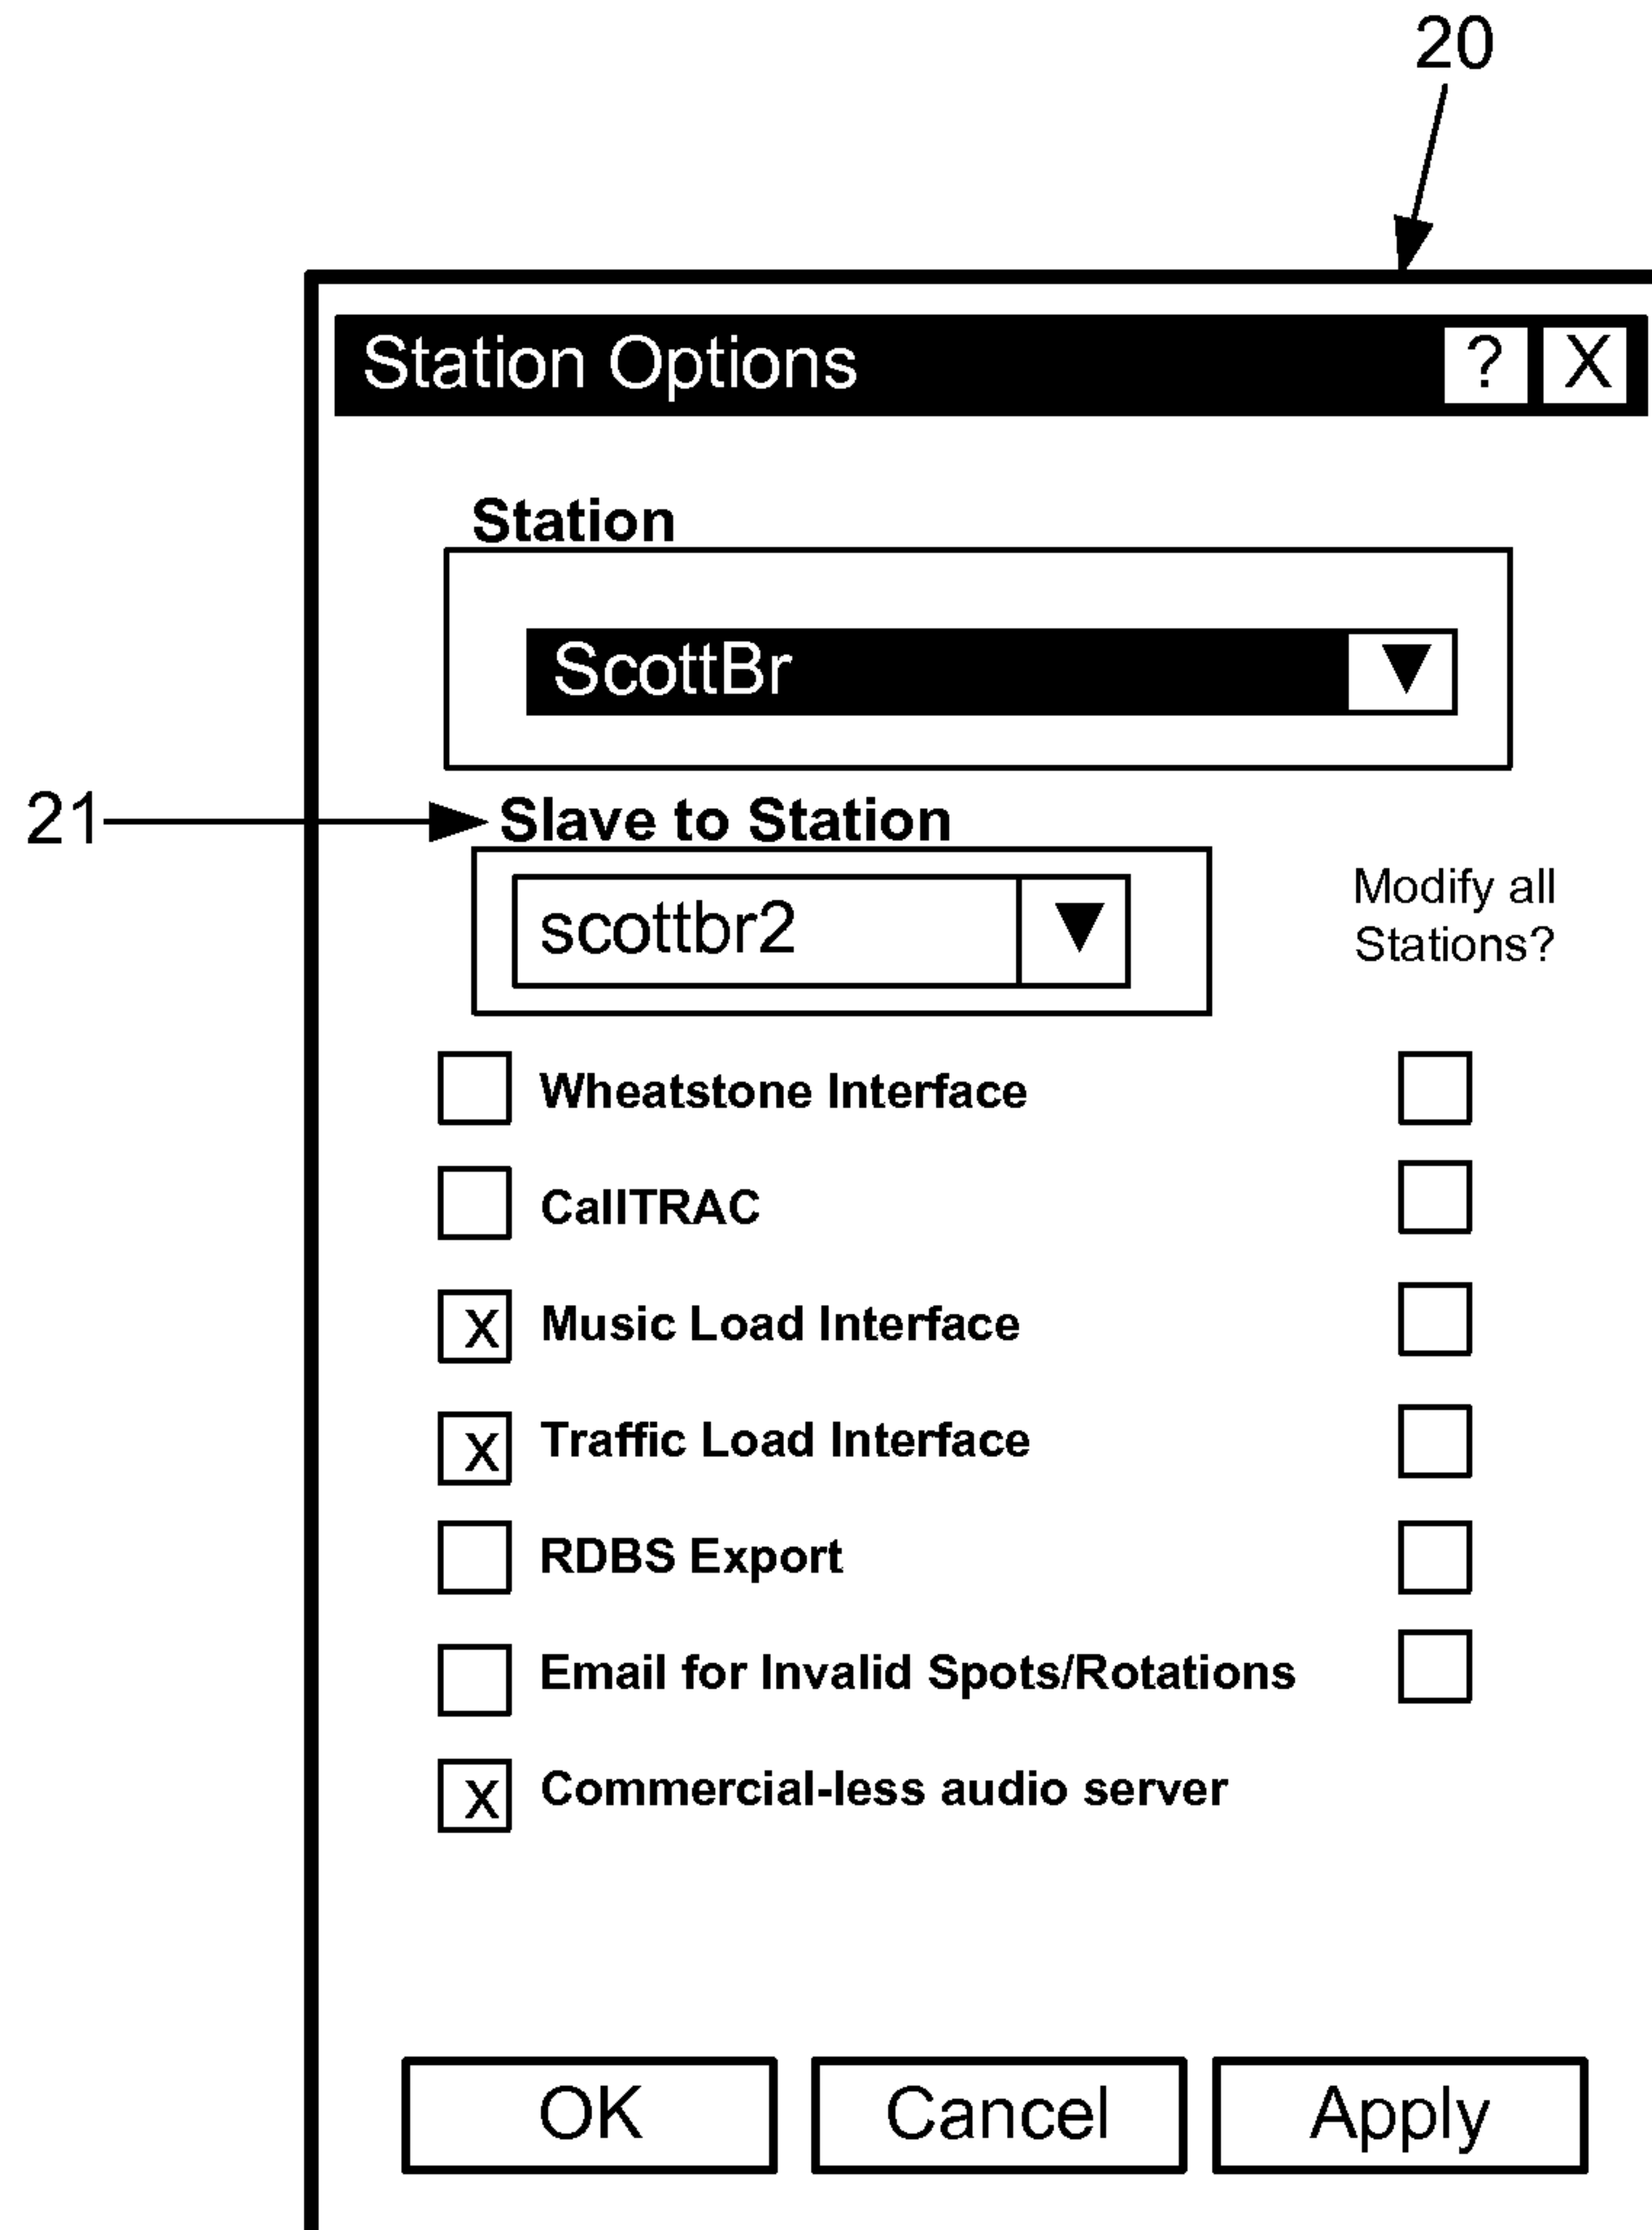 20
Station Options ? X
Station
ScottBr
21 Slave to Station
scottbr2
Modify all
Stations?
Wheatstone Interface
CallTRAC
X Music Load Interface
X Traffic Load Interface
RDBS Export
Email for Invalid Spots/Rotations
X Commercial-less audio server
OK Cancel Apply